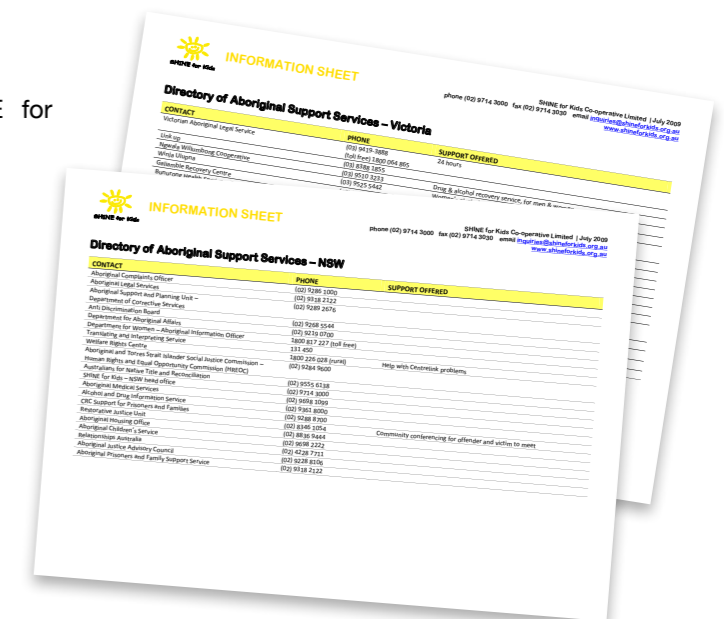 E for
SHINE for Kids
INFORMATION SHEET
SHINE for Kids Co-operative Limited | July 2009
phone (02) 9714 3000 fax (02) 9714 3030 email inquiries@shineforkids.org.au
www.shineforkids.org.au
Directory of Aboriginal Support Services – Victoria
CONTACT PHONE SUPPORT OFFERED
Victorian Aboriginal Legal Service (03) 9419-3888 24 hours
(toll free) 1800 064 865
Link up (03) 8388 1855
Ngwala Willumbong Cooperative (03) 9510 3233 Drug & alcohol recovery service, for men &
Winja Ulupna (03) 9525 5442
Galiamble Recovery Centre
SHINE for Kids
INFORMATION SHEET
SHINE for Kids Co-operative Limited | July 2009
phone (02) 9714 3000 fax (02) 9714 3030 email inquiries@shineforkids.org.au
www.shineforkids.org.au
Directory of Aboriginal Support Services – NSW
CONTACT PHONE SUPPORT OFFERED
Aboriginal Complaints Officer (02) 9286 1000
Aboriginal Legal Services (02) 9318 2122
Aboriginal Support and Planning Unit –
Department of Corrective Services (02) 9289 2676
Anti Discrimination Board (02) 9268 5544
Department for Aboriginal Affairs (02) 9219 0700
Department for Women – Aboriginal Information Officer 1800 817 227 (toll free)
Translating and Interpreting Service 131 450
Welfare Rights Centre 1800 226 028 (rural) Help with Centrelink problems
Aboriginal and Torres Strait Islander Social Justice Commission – (02) 9284 9600
Human Rights and Equal Opportunity Commission (HREOC)
Australians for Native Title and Reconciliation (02) 9555 6138
SHINE for Kids – NSW head office (02) 9714 3000
Aboriginal Medical Services (02) 9698 1099
Alcohol and Drug Information Service (02) 9361 8000
CRC Support for Prisoners and Families (02) 9288 8700
Restorative Justice Unit (02) 8346 1054 Community conferencing for offender and victim to meet
Aboriginal Housing Office (02) 8836 9444
Aboriginal Children's Service (02) 9698 2222
Relationships Australia (02) 4228 7711
Aboriginal Justice Advisory Council (02) 9228 8106
Aboriginal Prisoners and Family Support Service (02) 9318 2122